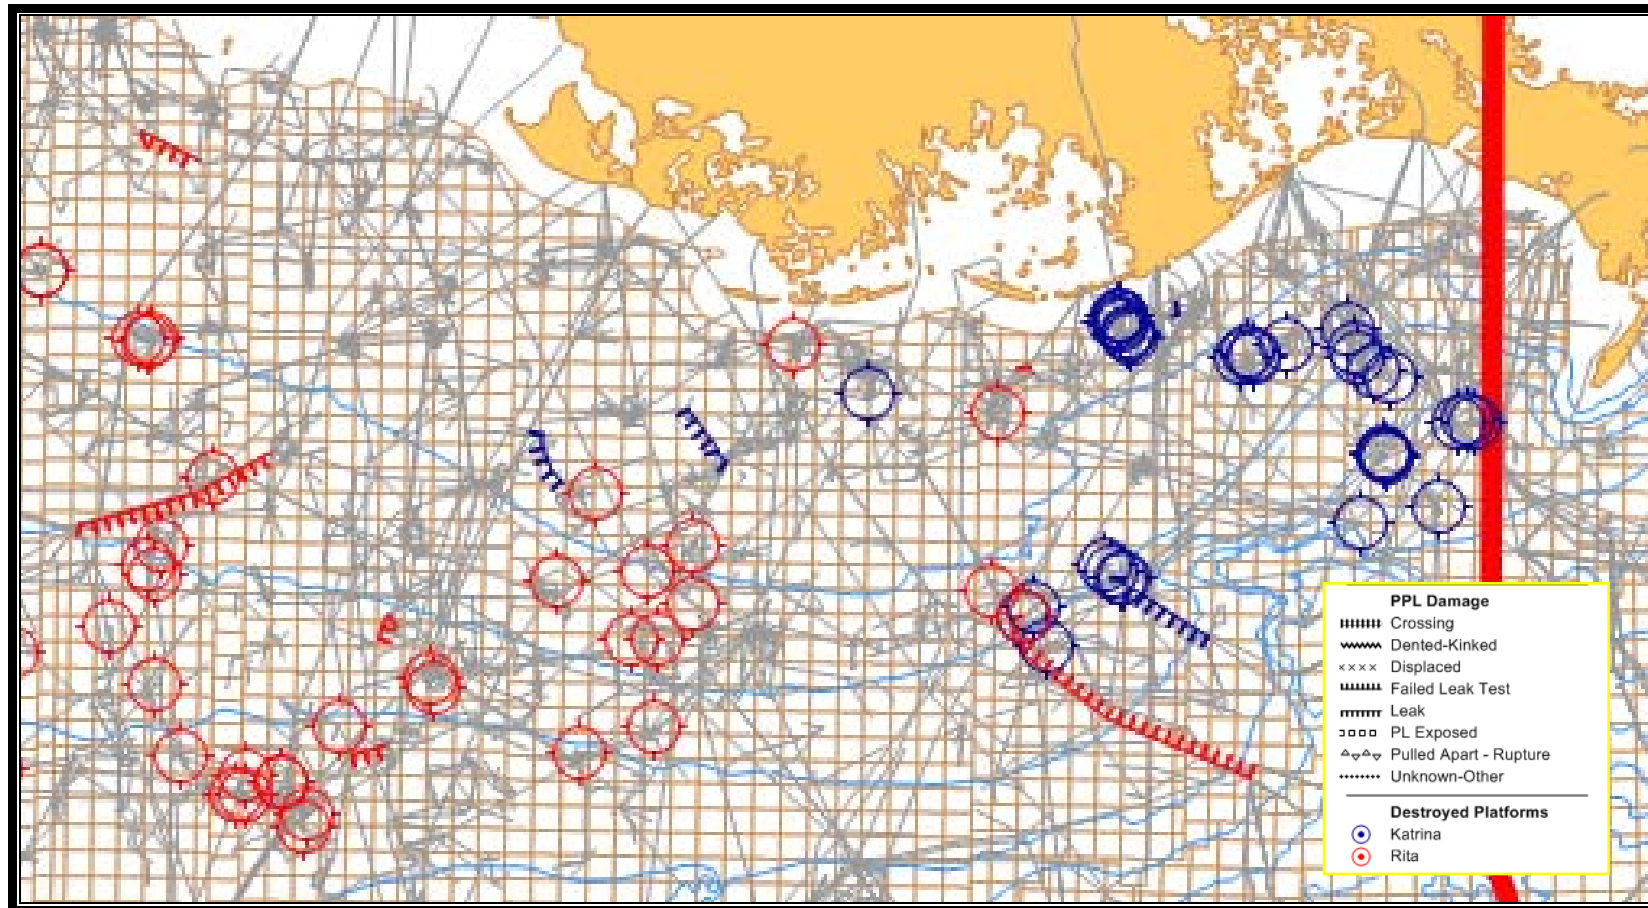 PPL Damage
Crossing
Dented-Kinked
Displaced
Failed Leak Test
Leak
PL Exposed
Pulled Apart - Rupture
Unknown-Other
Destroyed Platforms
Katrina
Rita